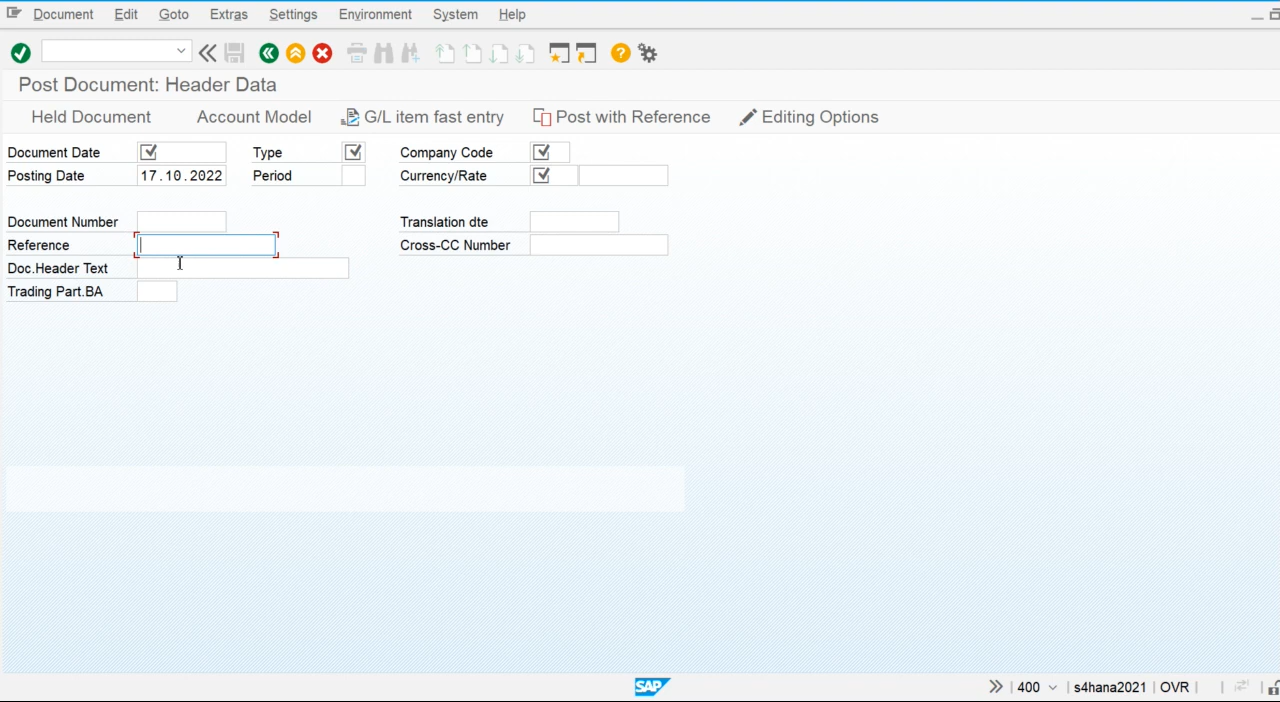 Document Edit Goto Extras Settings Environment System Help
Post Document: Header Data
Held Document Account Model G/L item fast entry Post with Reference Editing Options
Document Date Type Company Code
Posting Date 17.10.2022 Period Currency/Rate
Document Number Translation dte
Reference Cross-CC Number
Doc.Header Text
Trading Part.BA
SAP 400 s4hana2021 OVR